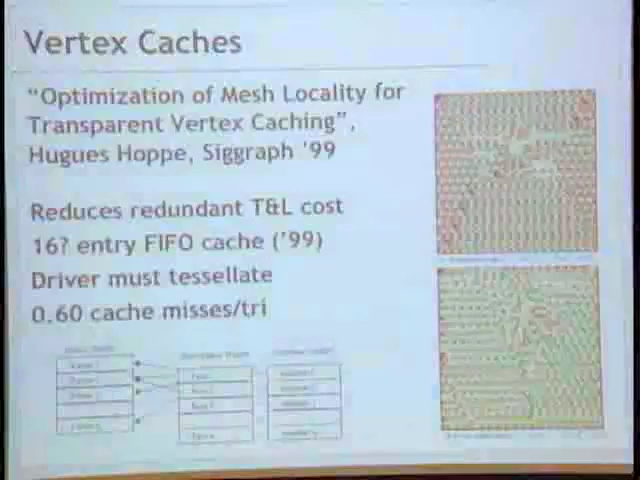 Vertex Caches
"Optimization of Mesh Locality for
Transparent Vertex Caching",
Hugues Hoppe, Siggraph '99
Reduces redundant T&L cost
16? entry FIFO cache ('99)
Driver must tessellate
0.60 cache misses/tri